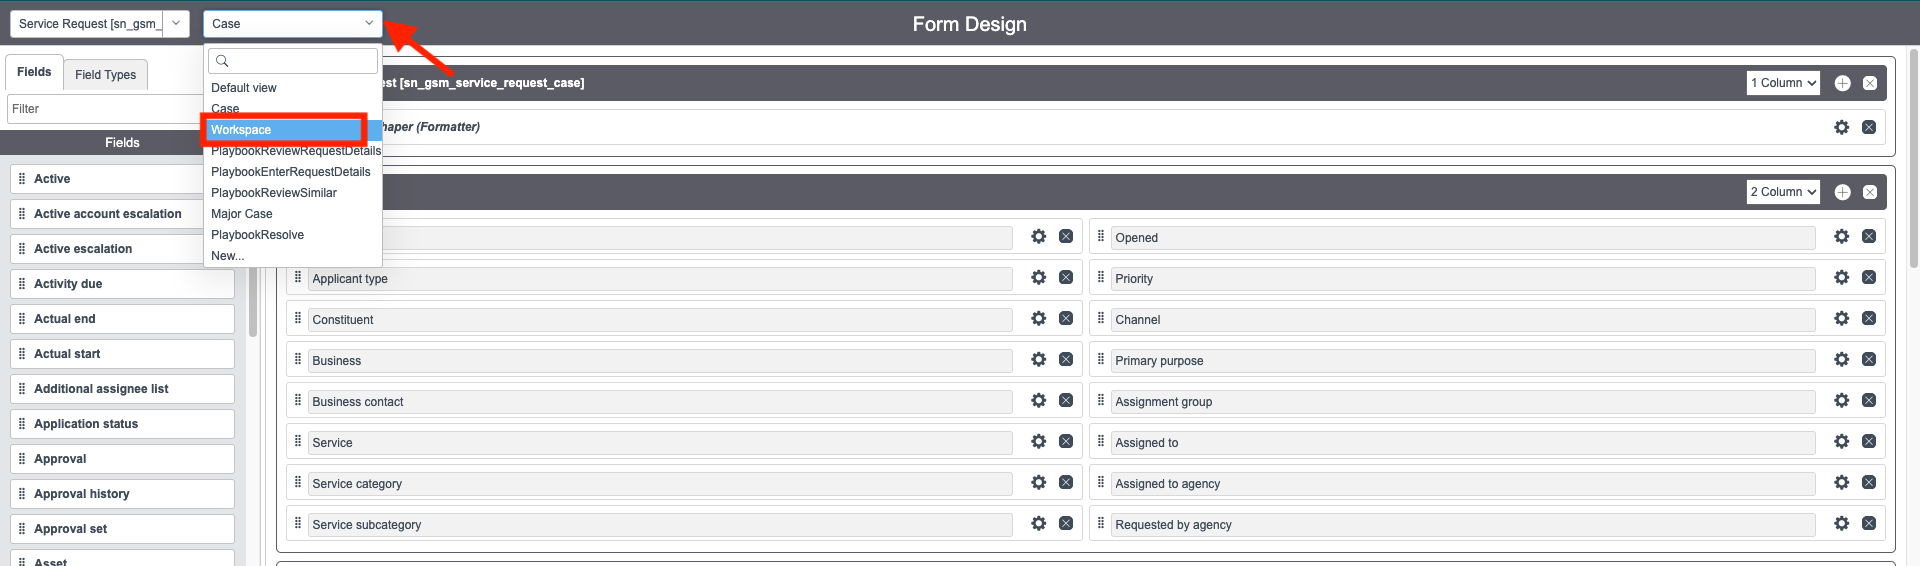 Service Request [sn_gsm_
Case
Form Design
Fields
Field Types
Filter
Fields
Active
Active account escalation
Active escalation
Activity due
Actual end
Actual start
Additional assignee list
Application status
Approval
Approval history
Approval set
Asset
Default view
Case
Workspace
PlaybookReviewRequestDetails
PlaybookEnterRequestDetails
PlaybookReviewSimilar
Major Case
PlaybookResolve
New...
[sn_gsm_service_request_case]
1 Column
(Formatter)
2 Column
Opened
Applicant type
Priority
Constituent
Channel
Business
Primary purpose
Business contact
Assignment group
Service
Assigned to
Service category
Assigned to agency
Service subcategory
Requested by agency